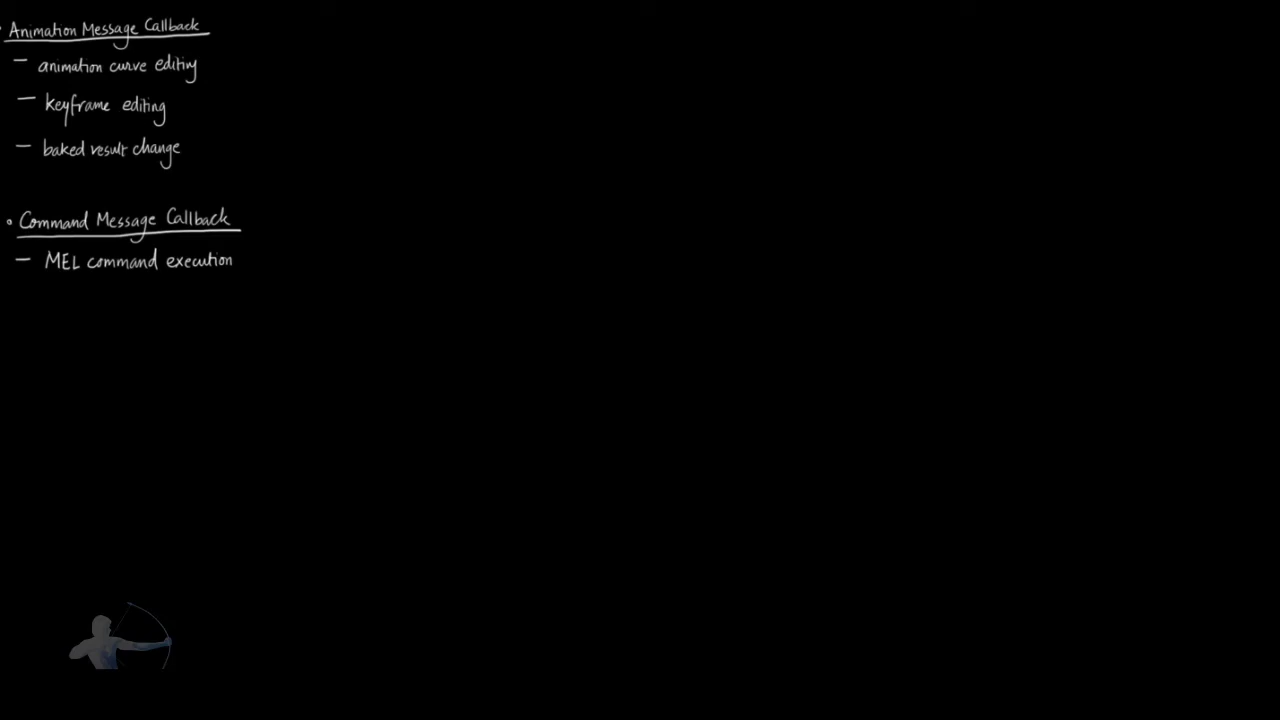 • Animation Message Callback
– animation curve editing
– keyframe editing
– baked result change
• Command Message Callback
– MEL command execution